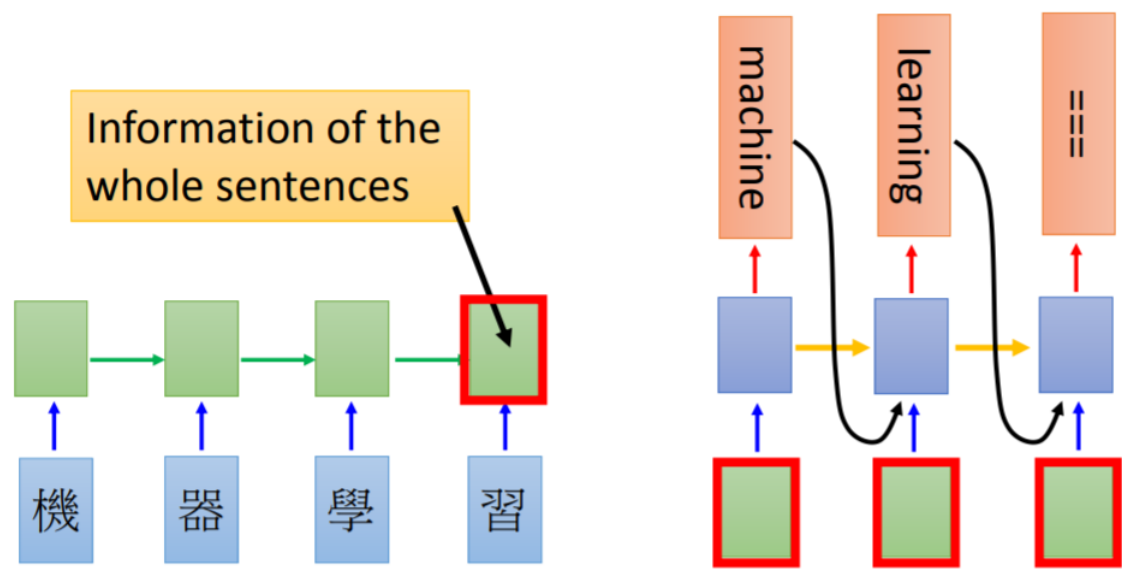 Information of the
whole sentences
機 器 學 習
machine
learning
===